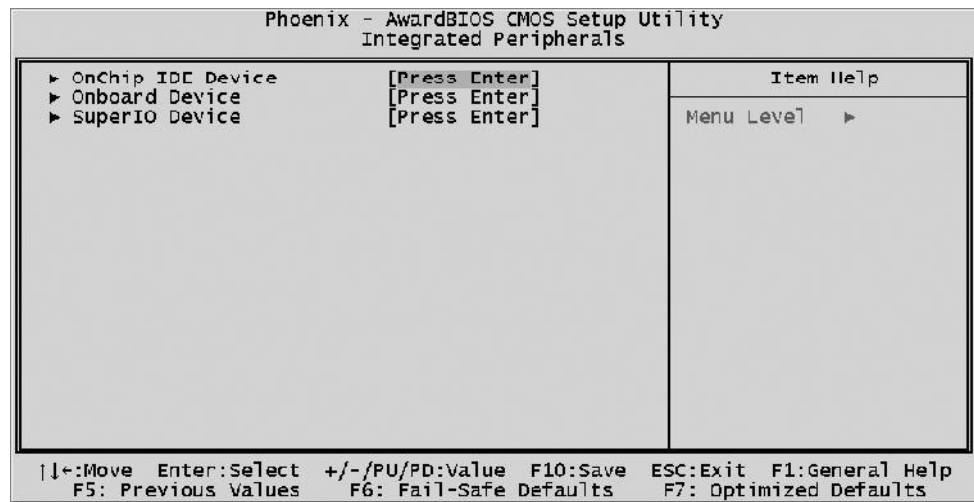 Phoenix - AwardBIOS CMOS Setup Utility
Integrated Peripherals
► OnChip IDE Device [Press Enter]
► Onboard Device [Press Enter]
► SuperIO Device [Press Enter]
Item Help
Menu Level ►
↑↓←:Move Enter:Select +/-/PU/PD:Value F10:Save ESC:Exit F1:General Help
F5: Previous Values F6: Fail-Safe Defaults F7: Optimized Defaults